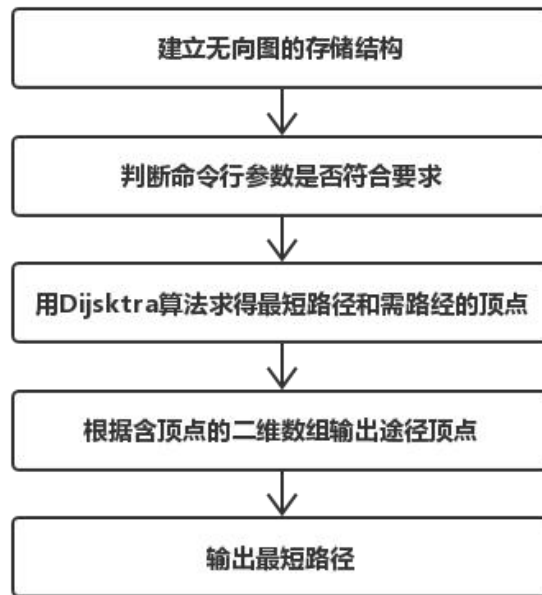 建立无向图的存储结构
判断命令行参数是否符合要求
用Dijsktra算法求得最短路径和需路经的顶点
根据含顶点的二维数组输出途径顶点
输出最短路径